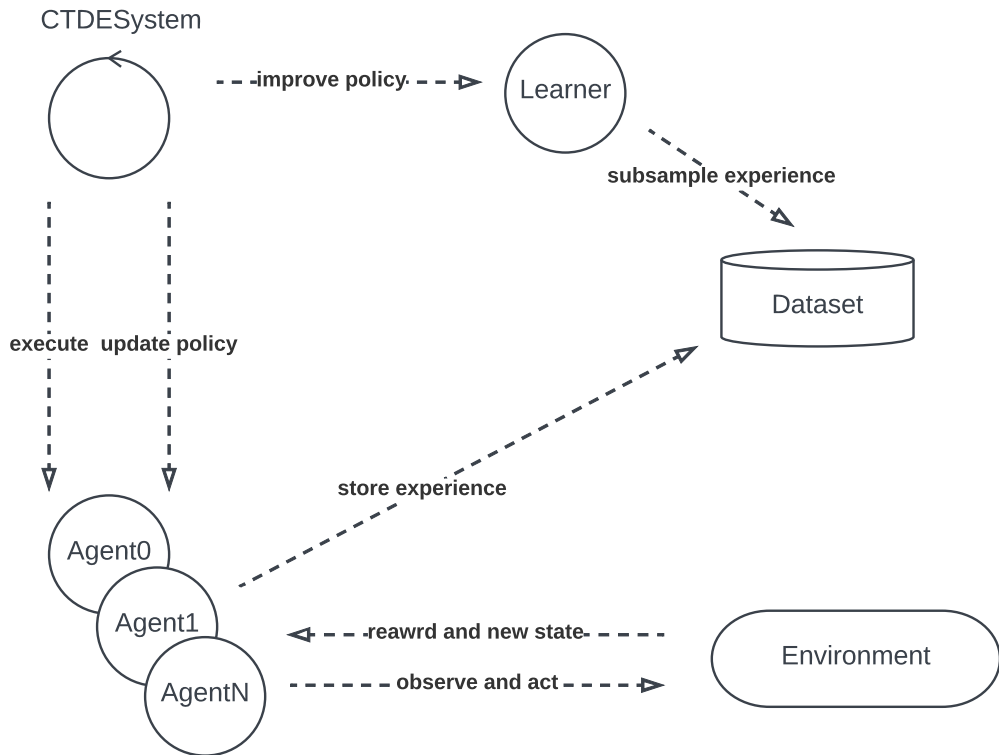 CTDESystem
improve policy
Learner
subsample experience
Dataset
execute update policy
store experience
Agent0
Agent1
AgentN
reawrd and new state
observe and act
Environment